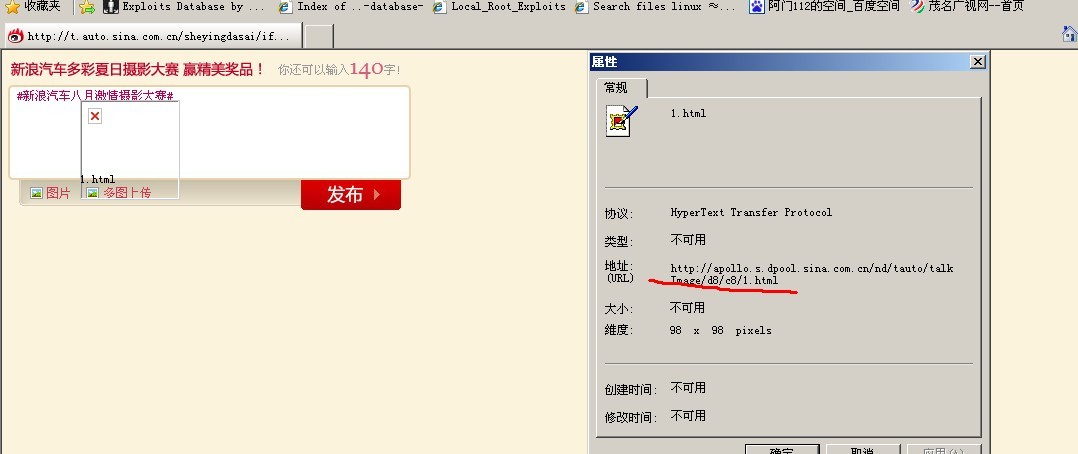 收藏夹 Exploits Database by ... Index of ..-database- Local_Root_Exploits Search files linux ≈... 阿门112的空间_百度空间 茂名广视网--首页
http://t.auto.sina.com.cn/sheyingdasai/if...
新浪汽车多彩夏日摄影大赛 赢精美奖品！ 你还可以输入140字!
#新浪汽车八月激情摄影大赛#
1.html
图片 多图上传
发布
属性
常规
1.html
协议: HyperText Transfer Protocol
类型: 不可用
地址: (URL) http://apollo.s.dpool.sina.com.cn/nd/tauto/talk
Image/d8/c8/1.html
大小: 不可用
维度: 98 x 98 pixels
创建时间: 不可用
修改时间: 不可用
确定 取消 应用(A)